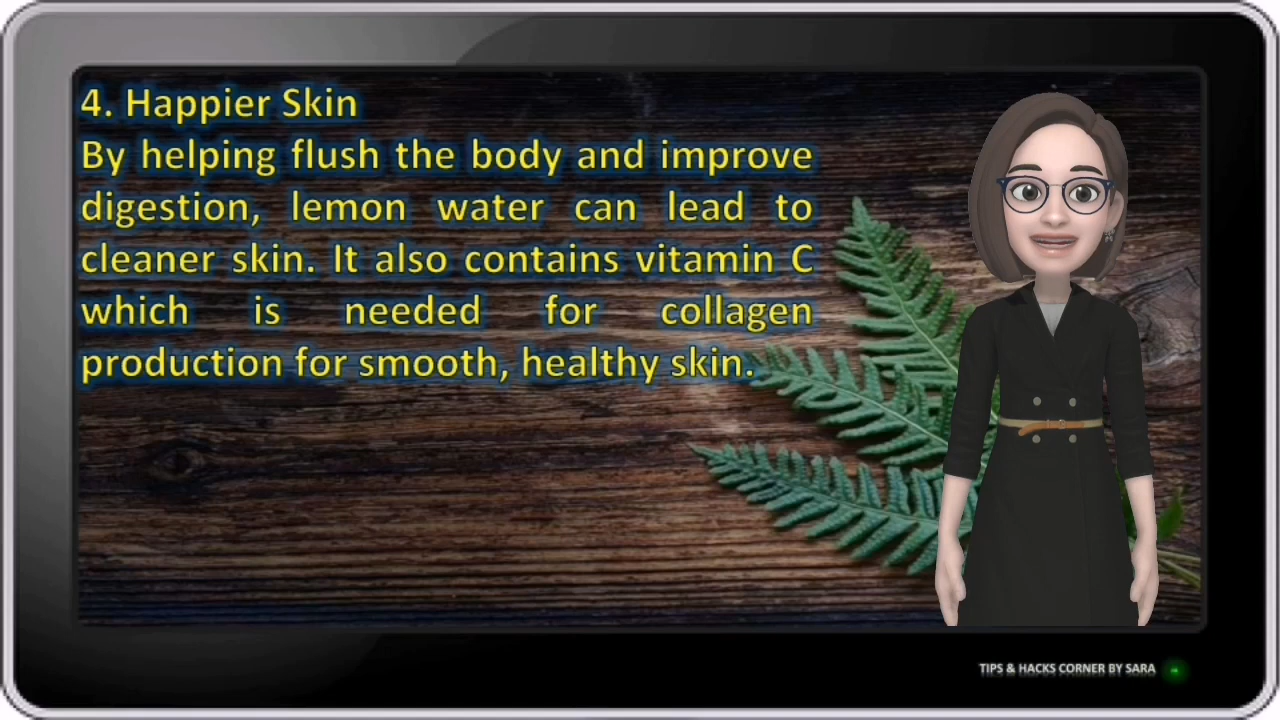 4. Happier Skin
By helping flush the body and improve
digestion, lemon water can lead to
cleaner skin. It also contains vitamin C
which is needed for collagen
production for smooth, healthy skin.
TIPS & HACKS CORNER BY SARA